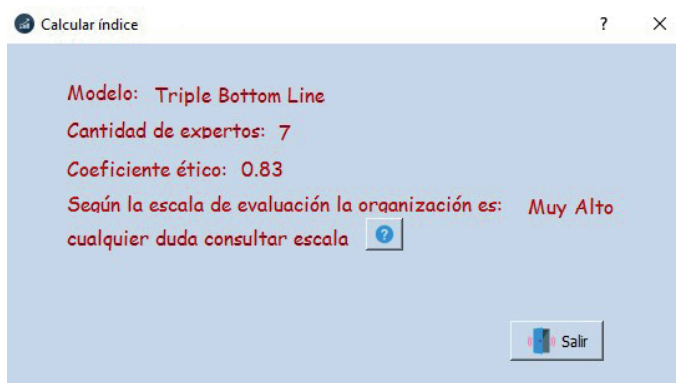 Calcular índice
Modelo: Triple Bottom Line
Cantidad de expertos: 7
Coeficiente ético: 0.83
Según la escala de evaluación la organización es: Muy Alto
cualquier duda consultar escala
Salir